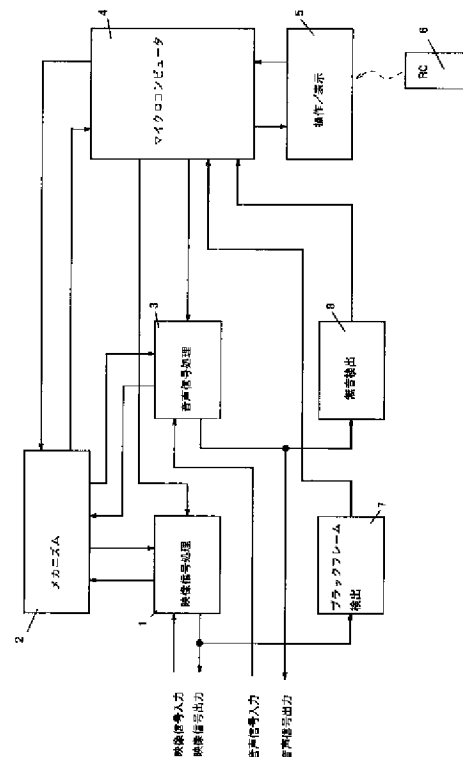 4
マイクロコンピュータ
5
操作／表示
6
RC
3
音声信号処理
8
無音検出
2
メカニズム
1
映像信号処理
7
ブラックフレーム
検出
映像信号入力
映像信号出力
音声信号入力
音声信号出力